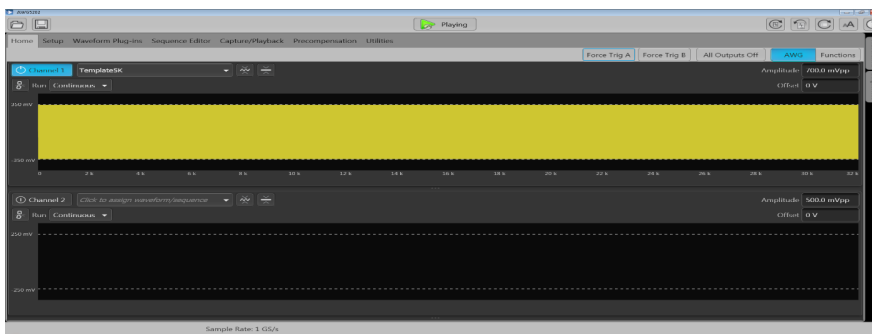 AWG5202
Playing
Home Setup Waveform Plug-ins Sequence Editor Capture/Playback Precompensation Utilities
Force Trig A Force Trig B All Outputs Off AWG Functions
Channel 1 TemplateSK Amplitude 700.0 mVpp
Run Continuous Offset 0 V
350 mV
-350 mV
0 2 k 4 k 6 k 8 k 10 k 12 k 14 k 16 k 18 k 20 k 22 k 24 k 26 k 28 k 30 k 32 k
Channel 2 Click to assign waveform/sequence Amplitude 500.0 mVpp
Run Continuous Offset 0 V
250 mV
-250 mV
Sample Rate: 1 GS/s